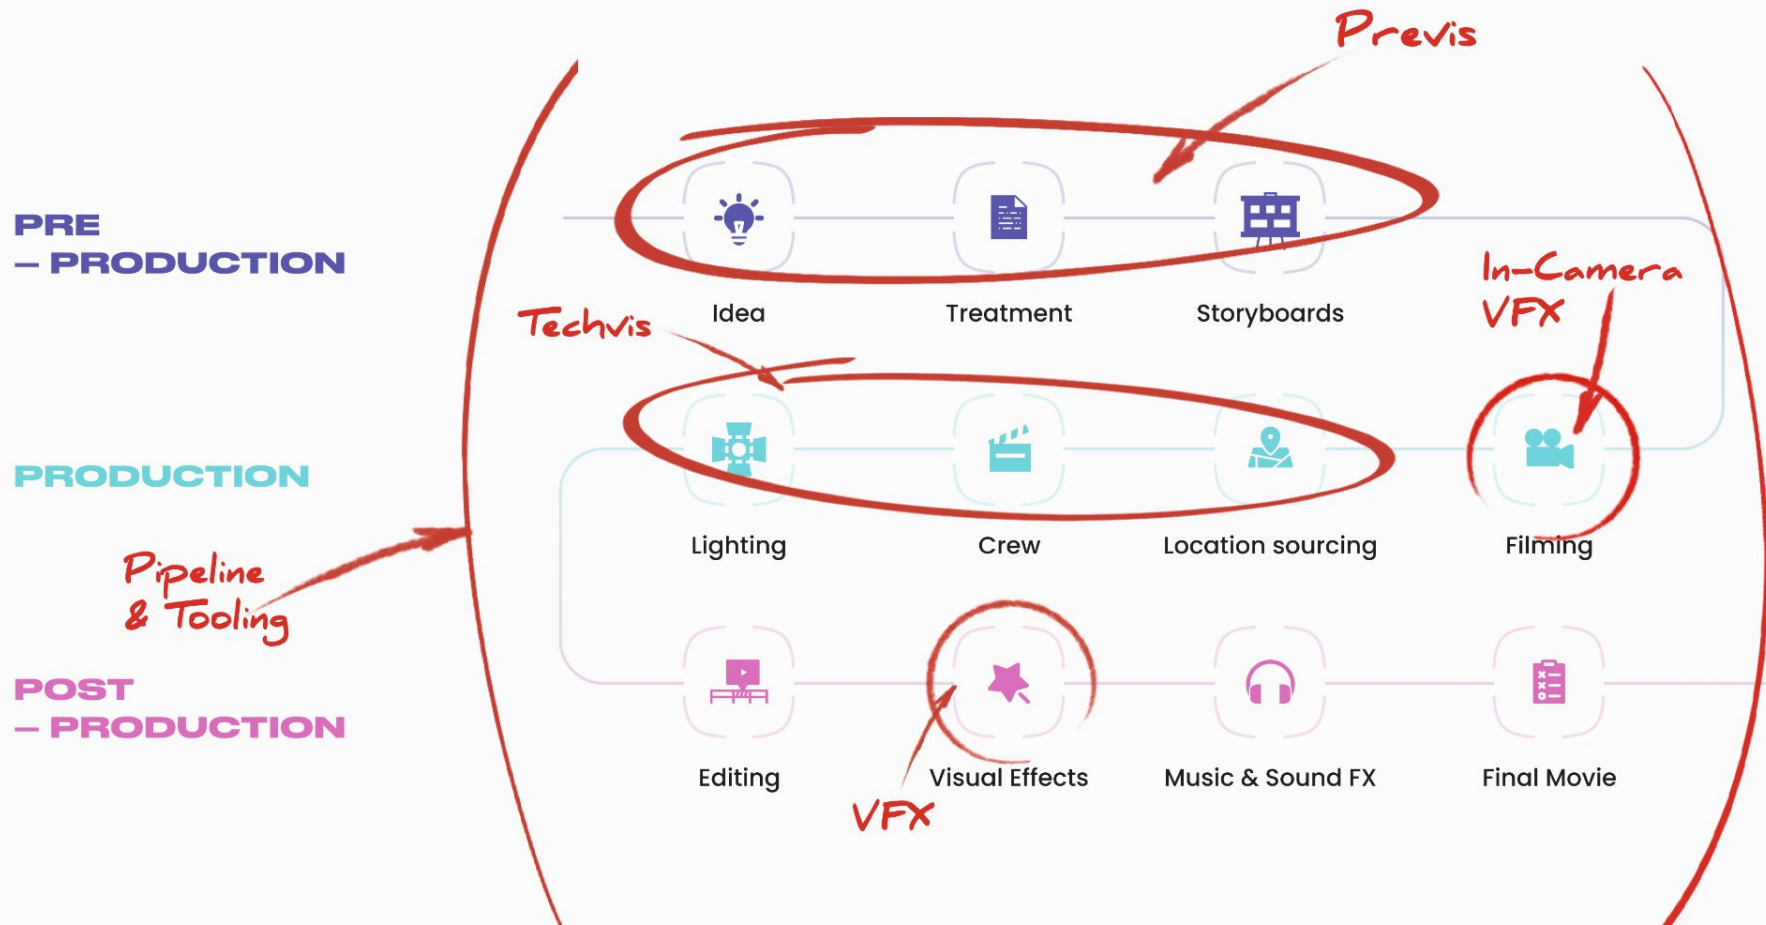 Previs
PRE
– PRODUCTION
In-Camera
VFX
Idea
Treatment
Storyboards
Techvis
PRODUCTION
Lighting
Crew
Location sourcing
Filming
Pipeline
& Tooling
POST
– PRODUCTION
Editing
Visual Effects
Music & Sound FX
Final Movie
VFX